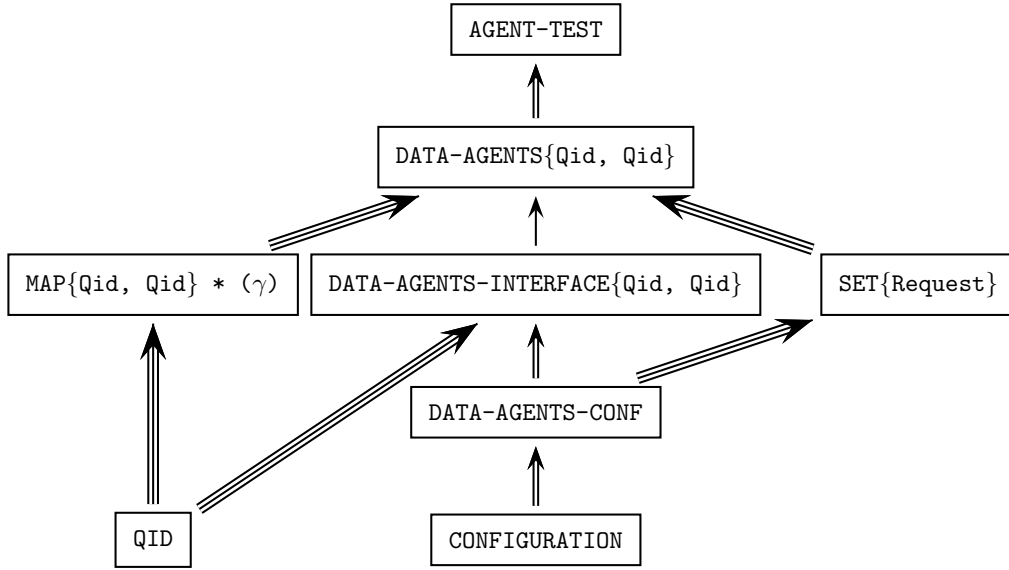 AGENT-TEST
DATA-AGENTS{Qid, Qid}
MAP{Qid, Qid} * (γ)
DATA-AGENTS-INTERFACE{Qid, Qid}
SET{Request}
DATA-AGENTS-CONF
QID
CONFIGURATION